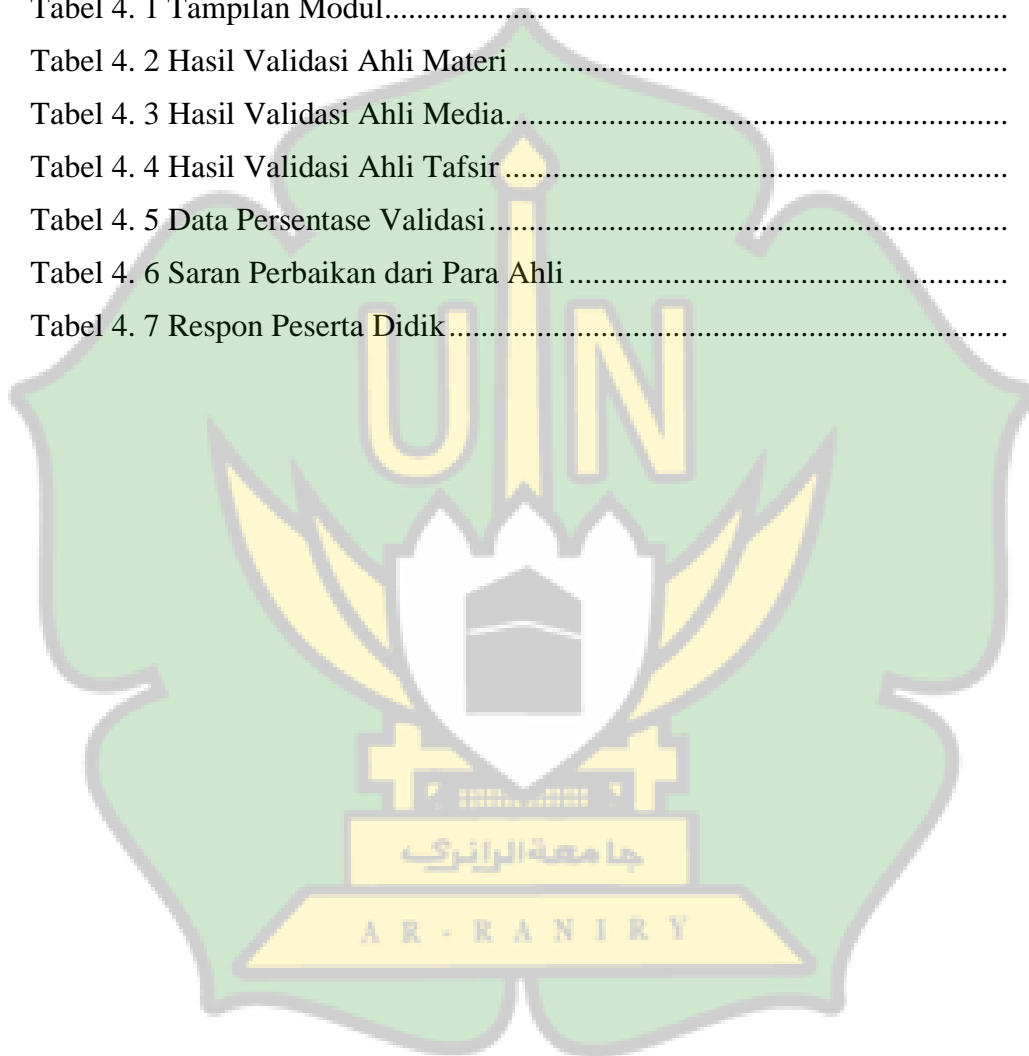 Tabel 4. 1 Tampilan Modul..............................................................................
Tabel 4. 2 Hasil Validasi Ahli Materi ..............................................................
Tabel 4. 3 Hasil Validasi Ahli Media...............................................................
Tabel 4. 4 Hasil Validasi Ahli Tafsir ...............................................................
Tabel 4. 5 Data Persentase Validasi.................................................................
Tabel 4. 6 Saran Perbaikan dari Para Ahli .......................................................
Tabel 4. 7 Respon Peserta Didik......................................................................
UIN
جامعة الرانرك
AR-RANIRY